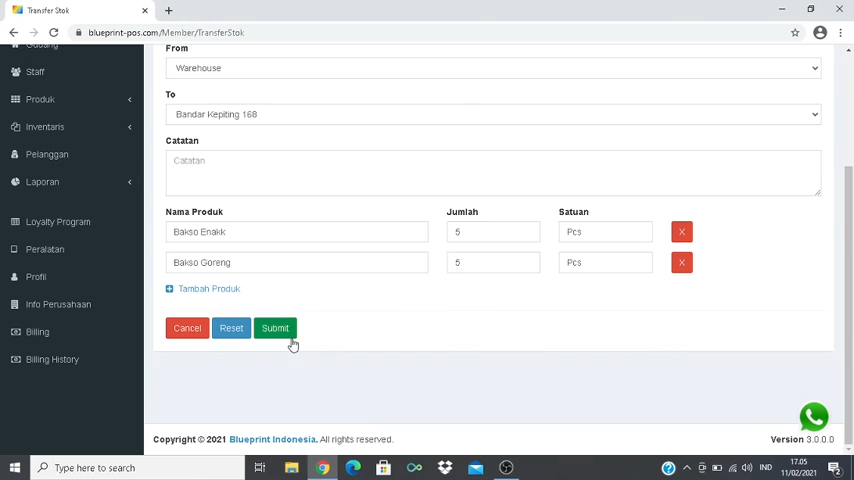 Transfer Stok
blueprint-pos.com/Member/TransferStok
Gudang
Staff
Produk
Inventaris
Pelanggan
Laporan
Loyalty Program
Peralatan
Profil
Info Perusahaan
Billing
Billing History
From
Warehouse
To
Bandar Kepiting 168
Catatan
Catatan
Nama Produk Jumlah Satuan
Bakso Enakk 5 Pcs X
Bakso Goreng 5 Pcs X
Tambah Produk
Cancel Reset Submit
Copyright © 2021 Blueprint Indonesia. All rights reserved. Version 3.0.0.0
Type here to search
IND
17.05
11/02/2021
2